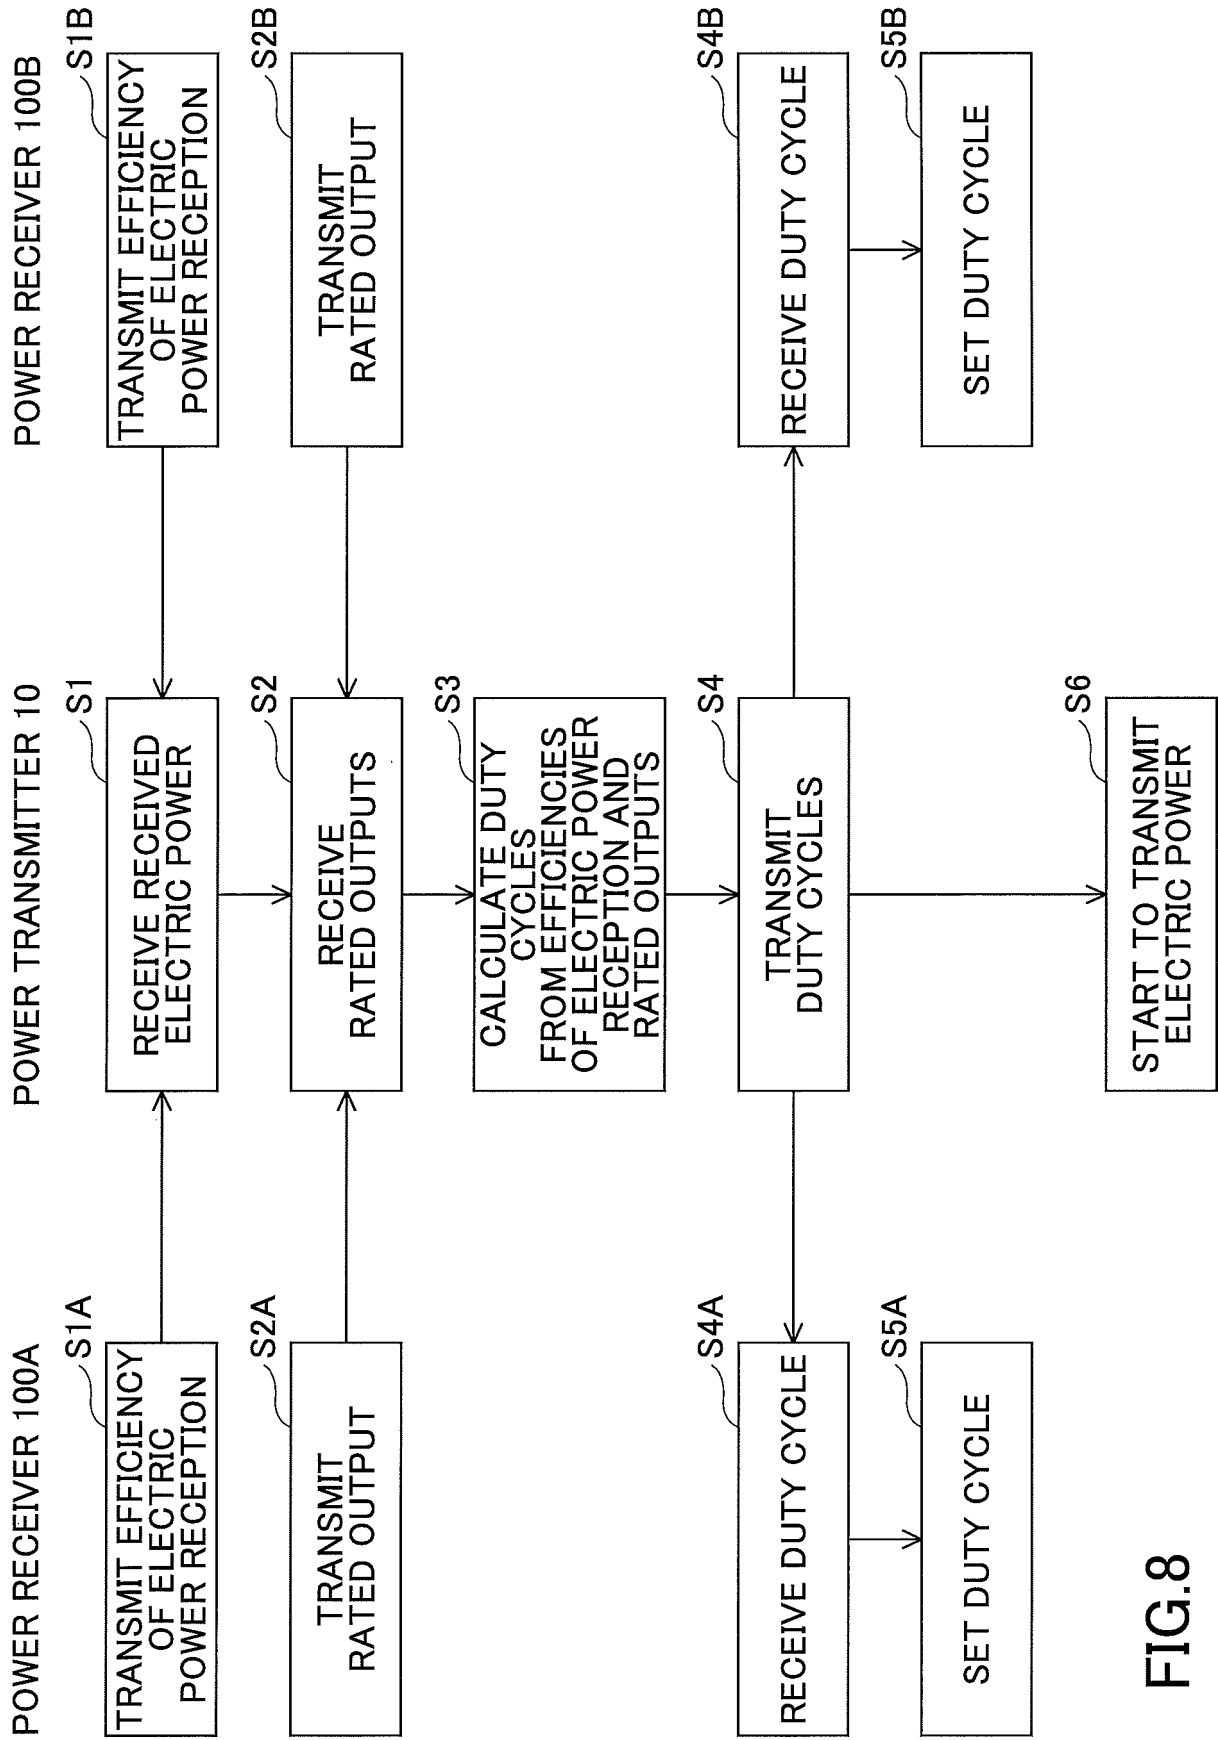 POWER RECEIVER 100A
POWER TRANSMITTER 10
POWER RECEIVER 100B
S1A
TRANSMIT EFFICIENCY
OF ELECTRIC
POWER RECEPTION
S1
RECEIVE RECEIVED
ELECTRIC POWER
S1B
TRANSMIT EFFICIENCY
OF ELECTRIC
POWER RECEPTION
S2A
TRANSMIT
RATED OUTPUT
S2
RECEIVE
RATED OUTPUTS
S2B
TRANSMIT
RATED OUTPUT
S3
CALCULATE DUTY
CYCLES
FROM EFFICIENCIES
OF ELECTRIC POWER
RECEPTION AND
RATED OUTPUTS
S4A
RECEIVE DUTY CYCLE
S4
TRANSMIT
DUTY CYCLES
S4B
RECEIVE DUTY CYCLE
S5A
SET DUTY CYCLE
S5B
SET DUTY CYCLE
S6
START TO TRANSMIT
ELECTRIC POWER
FIG.8